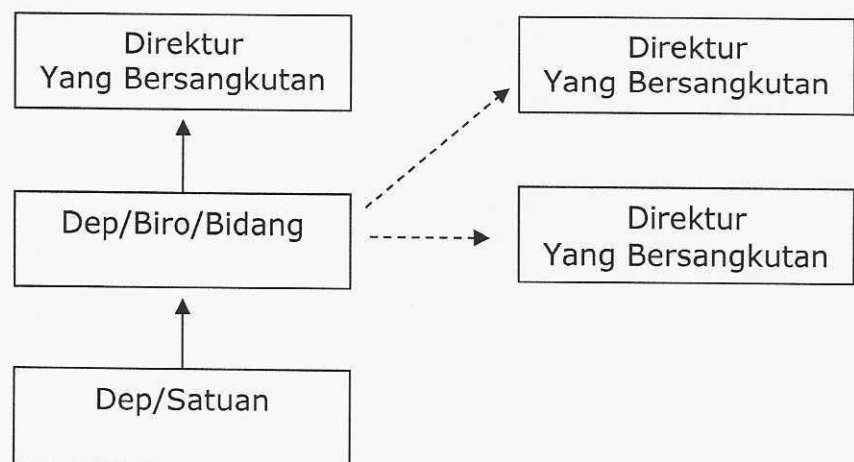 Direktur
Yang Bersangkutan
Direktur
Yang Bersangkutan
Dep/Biro/Bidang
Direktur
Yang Bersangkutan
Dep/Satuan